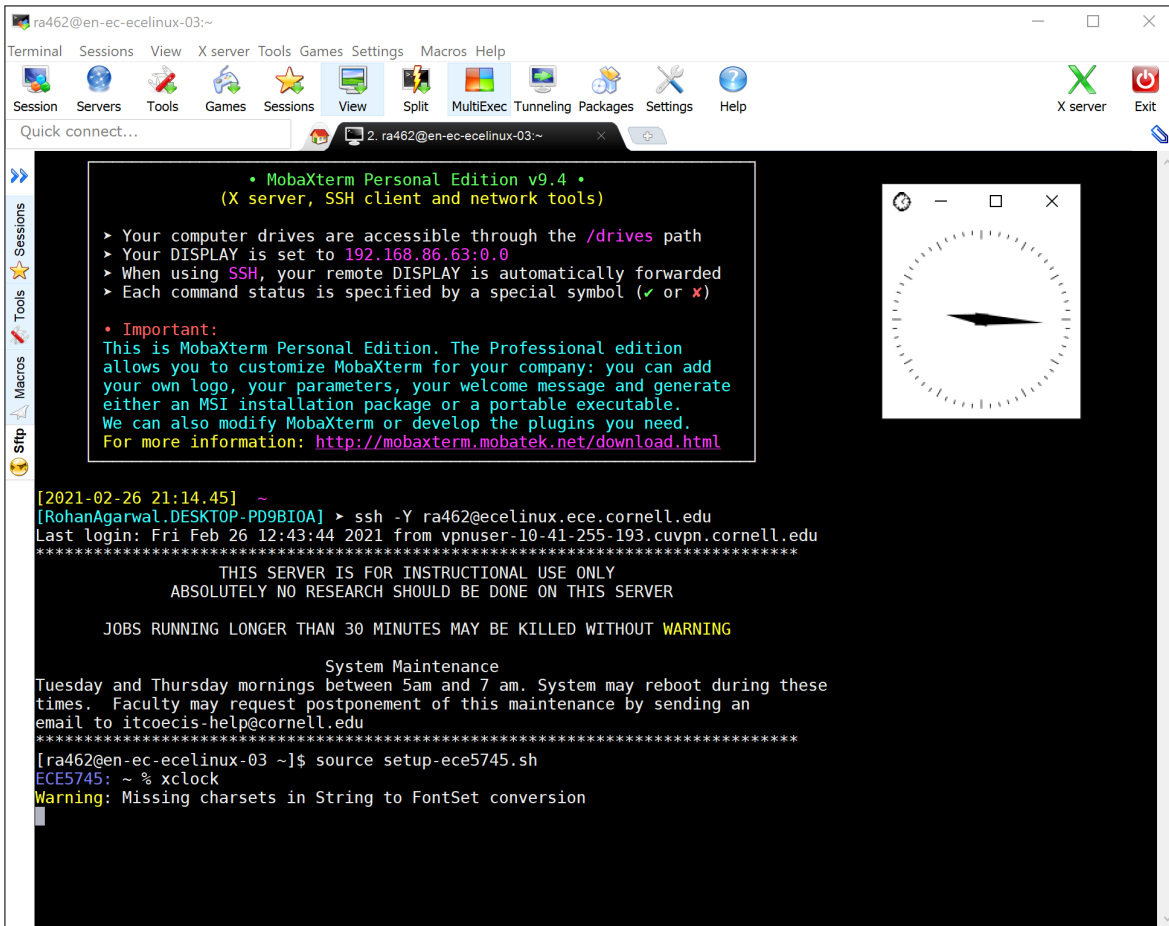 ra462@en-ec-ecelinux-03:~
Terminal Sessions View X server Tools Games Settings Macros Help
Session Servers Tools Games Sessions View Split MultiExec Tunneling Packages Settings Help X server Exit
Quick connect...
2. ra462@en-ec-ecelinux-03:~
Sessions
Tools
Macros
Sftp
• MobaXterm Personal Edition v9.4 •
(X server, SSH client and network tools)
➤ Your computer drives are accessible through the /drives path
➤ Your DISPLAY is set to 192.168.86.63:0.0
➤ When using SSH, your remote DISPLAY is automatically forwarded
➤ Each command status is specified by a special symbol (✔ or ✘)
• Important:
This is MobaXterm Personal Edition. The Professional edition
allows you to customize MobaXterm for your company: you can add
your own logo, your parameters, your welcome message and generate
either an MSI installation package or a portable executable.
We can also modify MobaXterm or develop the plugins you need.
For more information: http://mobaxterm.mobatek.net/download.html
[2021-02-26 21:14.45] ~
[RohanAgarwal.DESKTOP-PD9BIOA] ➤ ssh -Y ra462@ecelinux.ece.cornell.edu
Last login: Fri Feb 26 12:43:44 2021 from vpnuser-10-41-255-193.cuvpn.cornell.edu
*******************************************************************************
THIS SERVER IS FOR INSTRUCTIONAL USE ONLY
ABSOLUTELY NO RESEARCH SHOULD BE DONE ON THIS SERVER
JOBS RUNNING LONGER THAN 30 MINUTES MAY BE KILLED WITHOUT WARNING
System Maintenance
Tuesday and Thursday mornings between 5am and 7 am. System may reboot during these
times.  Faculty may request postponement of this maintenance by sending an
email to itcoecis-help@cornell.edu
*******************************************************************************
[ra462@en-ec-ecelinux-03 ~]$ source setup-ece5745.sh
ECE5745: ~ % xclock
Warning: Missing charsets in String to FontSet conversion